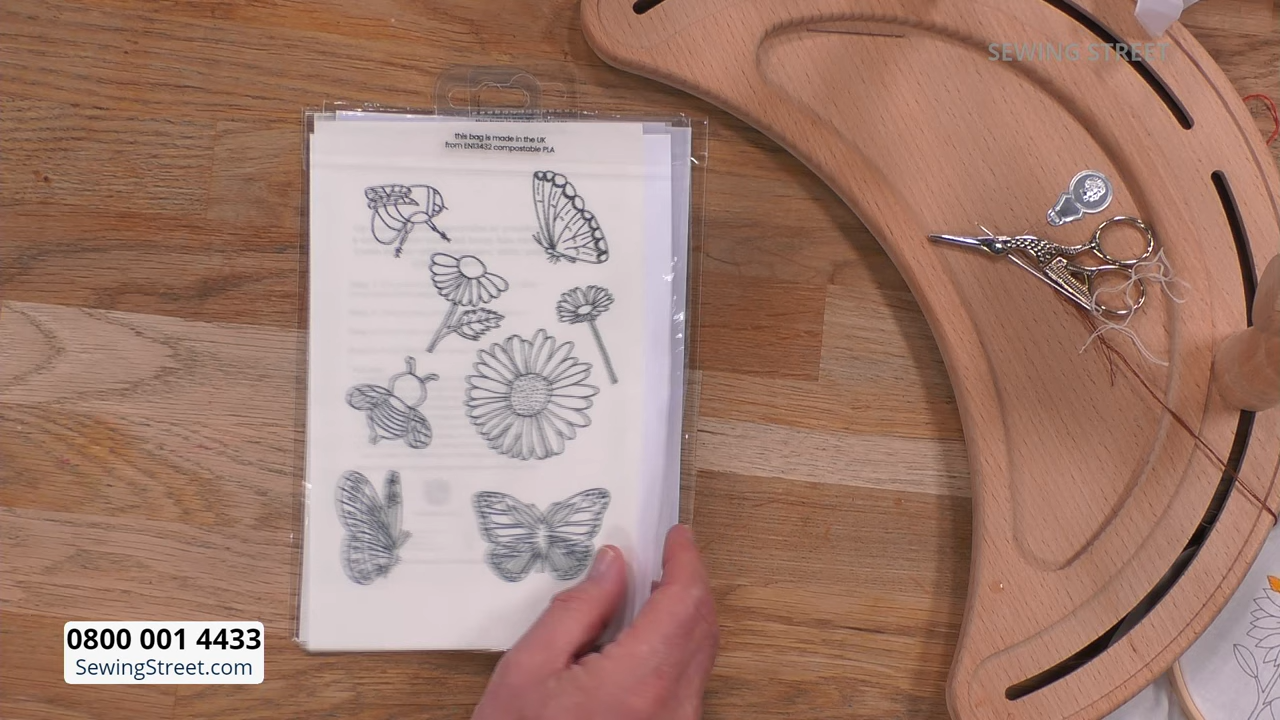 SEWING STREET
this bag is made in the UK
from EN13432 compostable PLA
0800 001 4433
SewingStreet.com